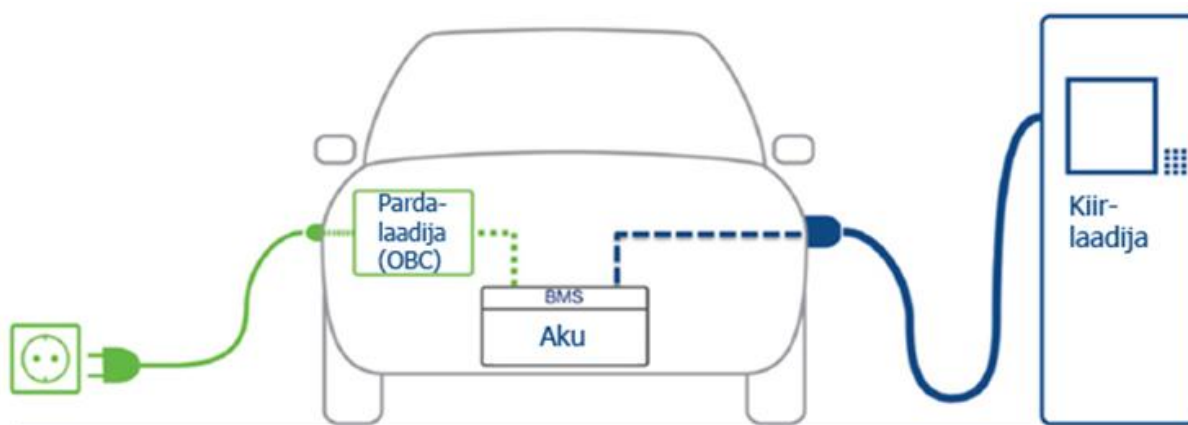 Parda-
laadija
(OBC)
BMS
Aku
Kiir-
laadija